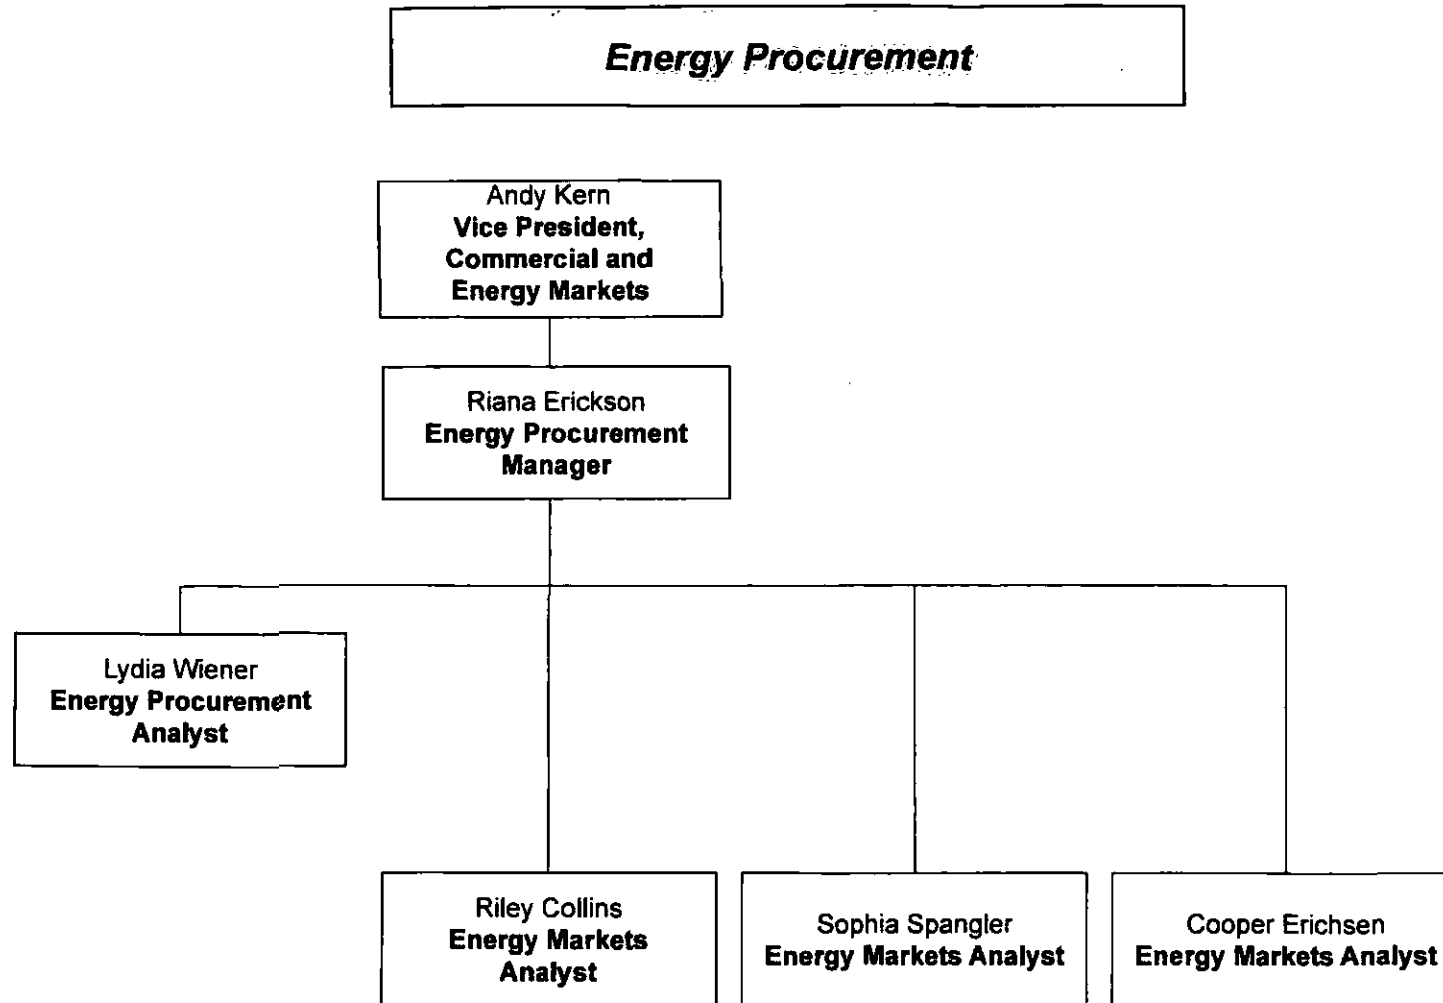 Energy Procurement
Andy Kern
Vice President,
Commercial and
Energy Markets
Riana Erickson
Energy Procurement
Manager
Lydia Wiener
Energy Procurement
Analyst
Riley Collins
Energy Markets
Analyst
Sophia Spangler
Energy Markets Analyst
Cooper Erichsen
Energy Markets Analyst